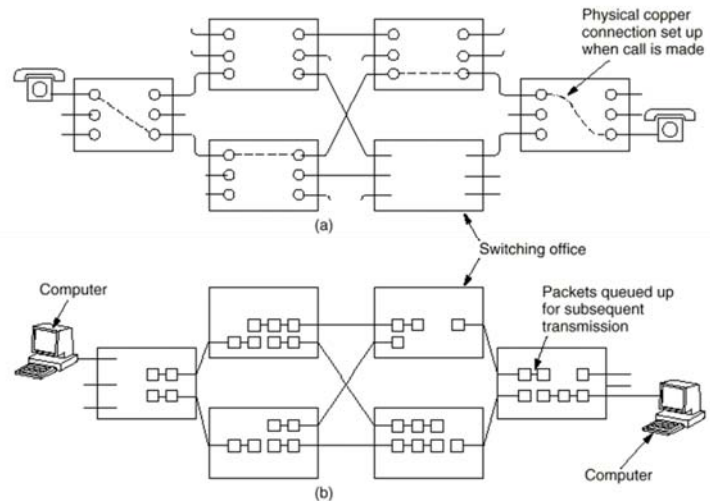 Physical copper
connection set up
when call is made
(a)
Switching office
Computer
Packets queued up
for subsequent
transmission
Computer
(b)